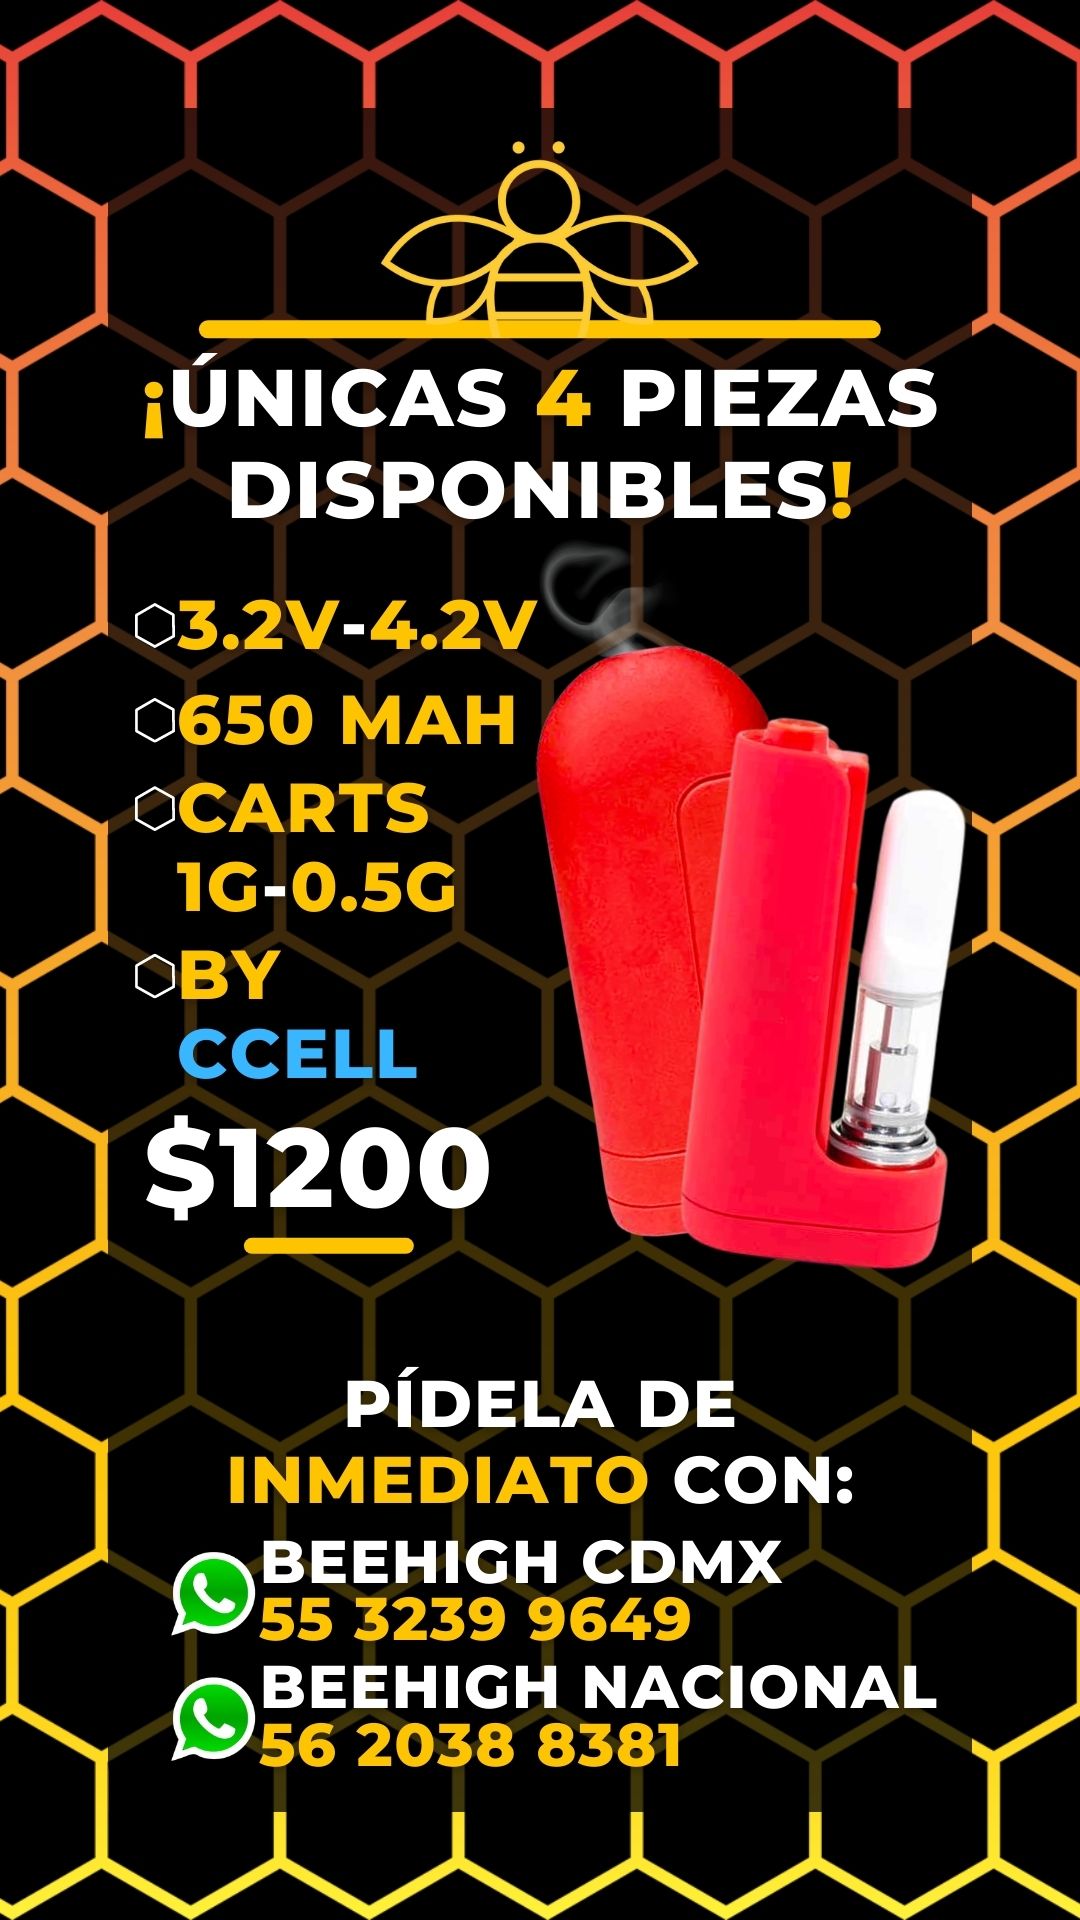 ¡ÚNICAS 4 PIEZAS
DISPONIBLES!
3.2V-4.2V
650 MAH
CARTS
1G-0.5G
BY
CCELL
$1200
PÍDELA DE
INMEDIATO CON:
BEEHIGH CDMX
55 3239 9649
BEEHIGH NACIONAL
56 2038 8381